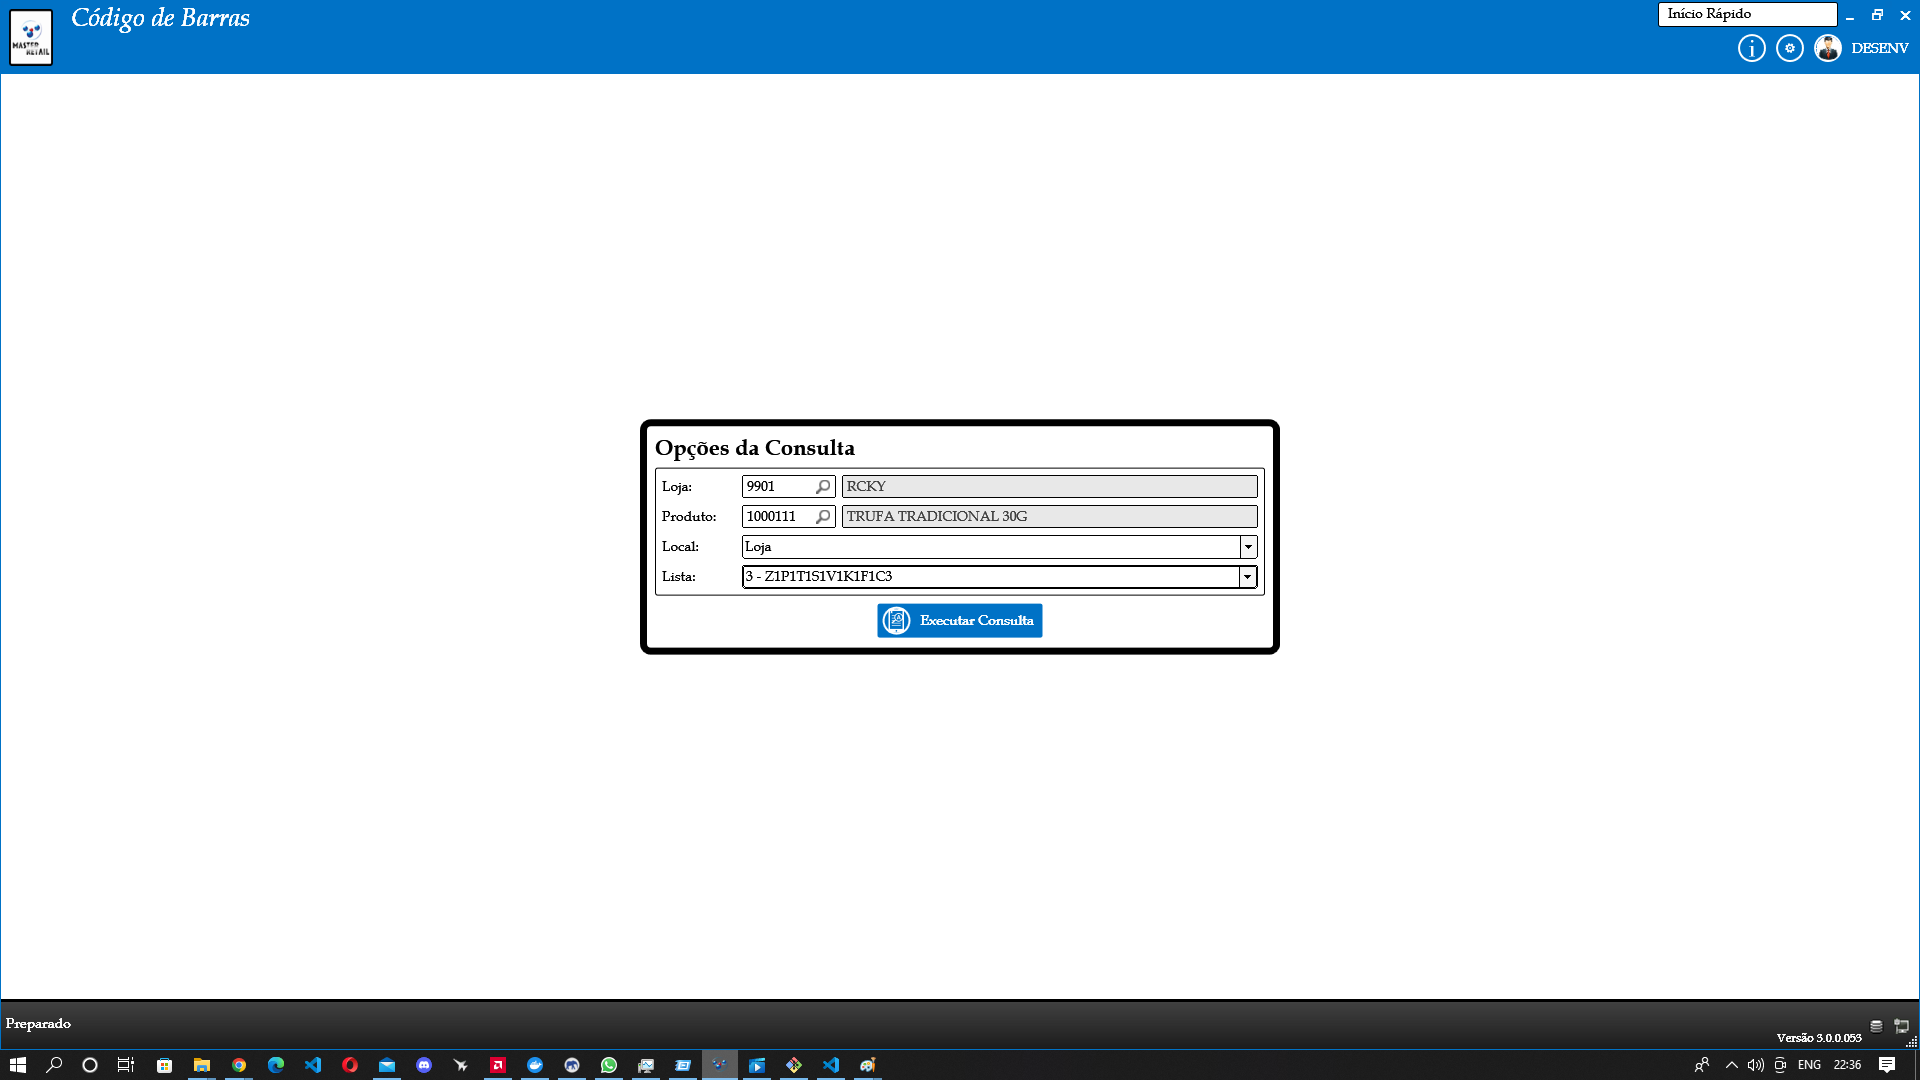 Código de Barras
Início Rápido
MASTER
RETAIL
DESENV
Opções da Consulta
Loja: 9901 RCKY
Produto: 1000111 TRUFA TRADICIONAL 30G
Local: Loja
Lista: 3 - Z1P1T1S1V1K1F1C3
Executar Consulta
Preparado
Versão 3.0.0.053
ENG 22:36